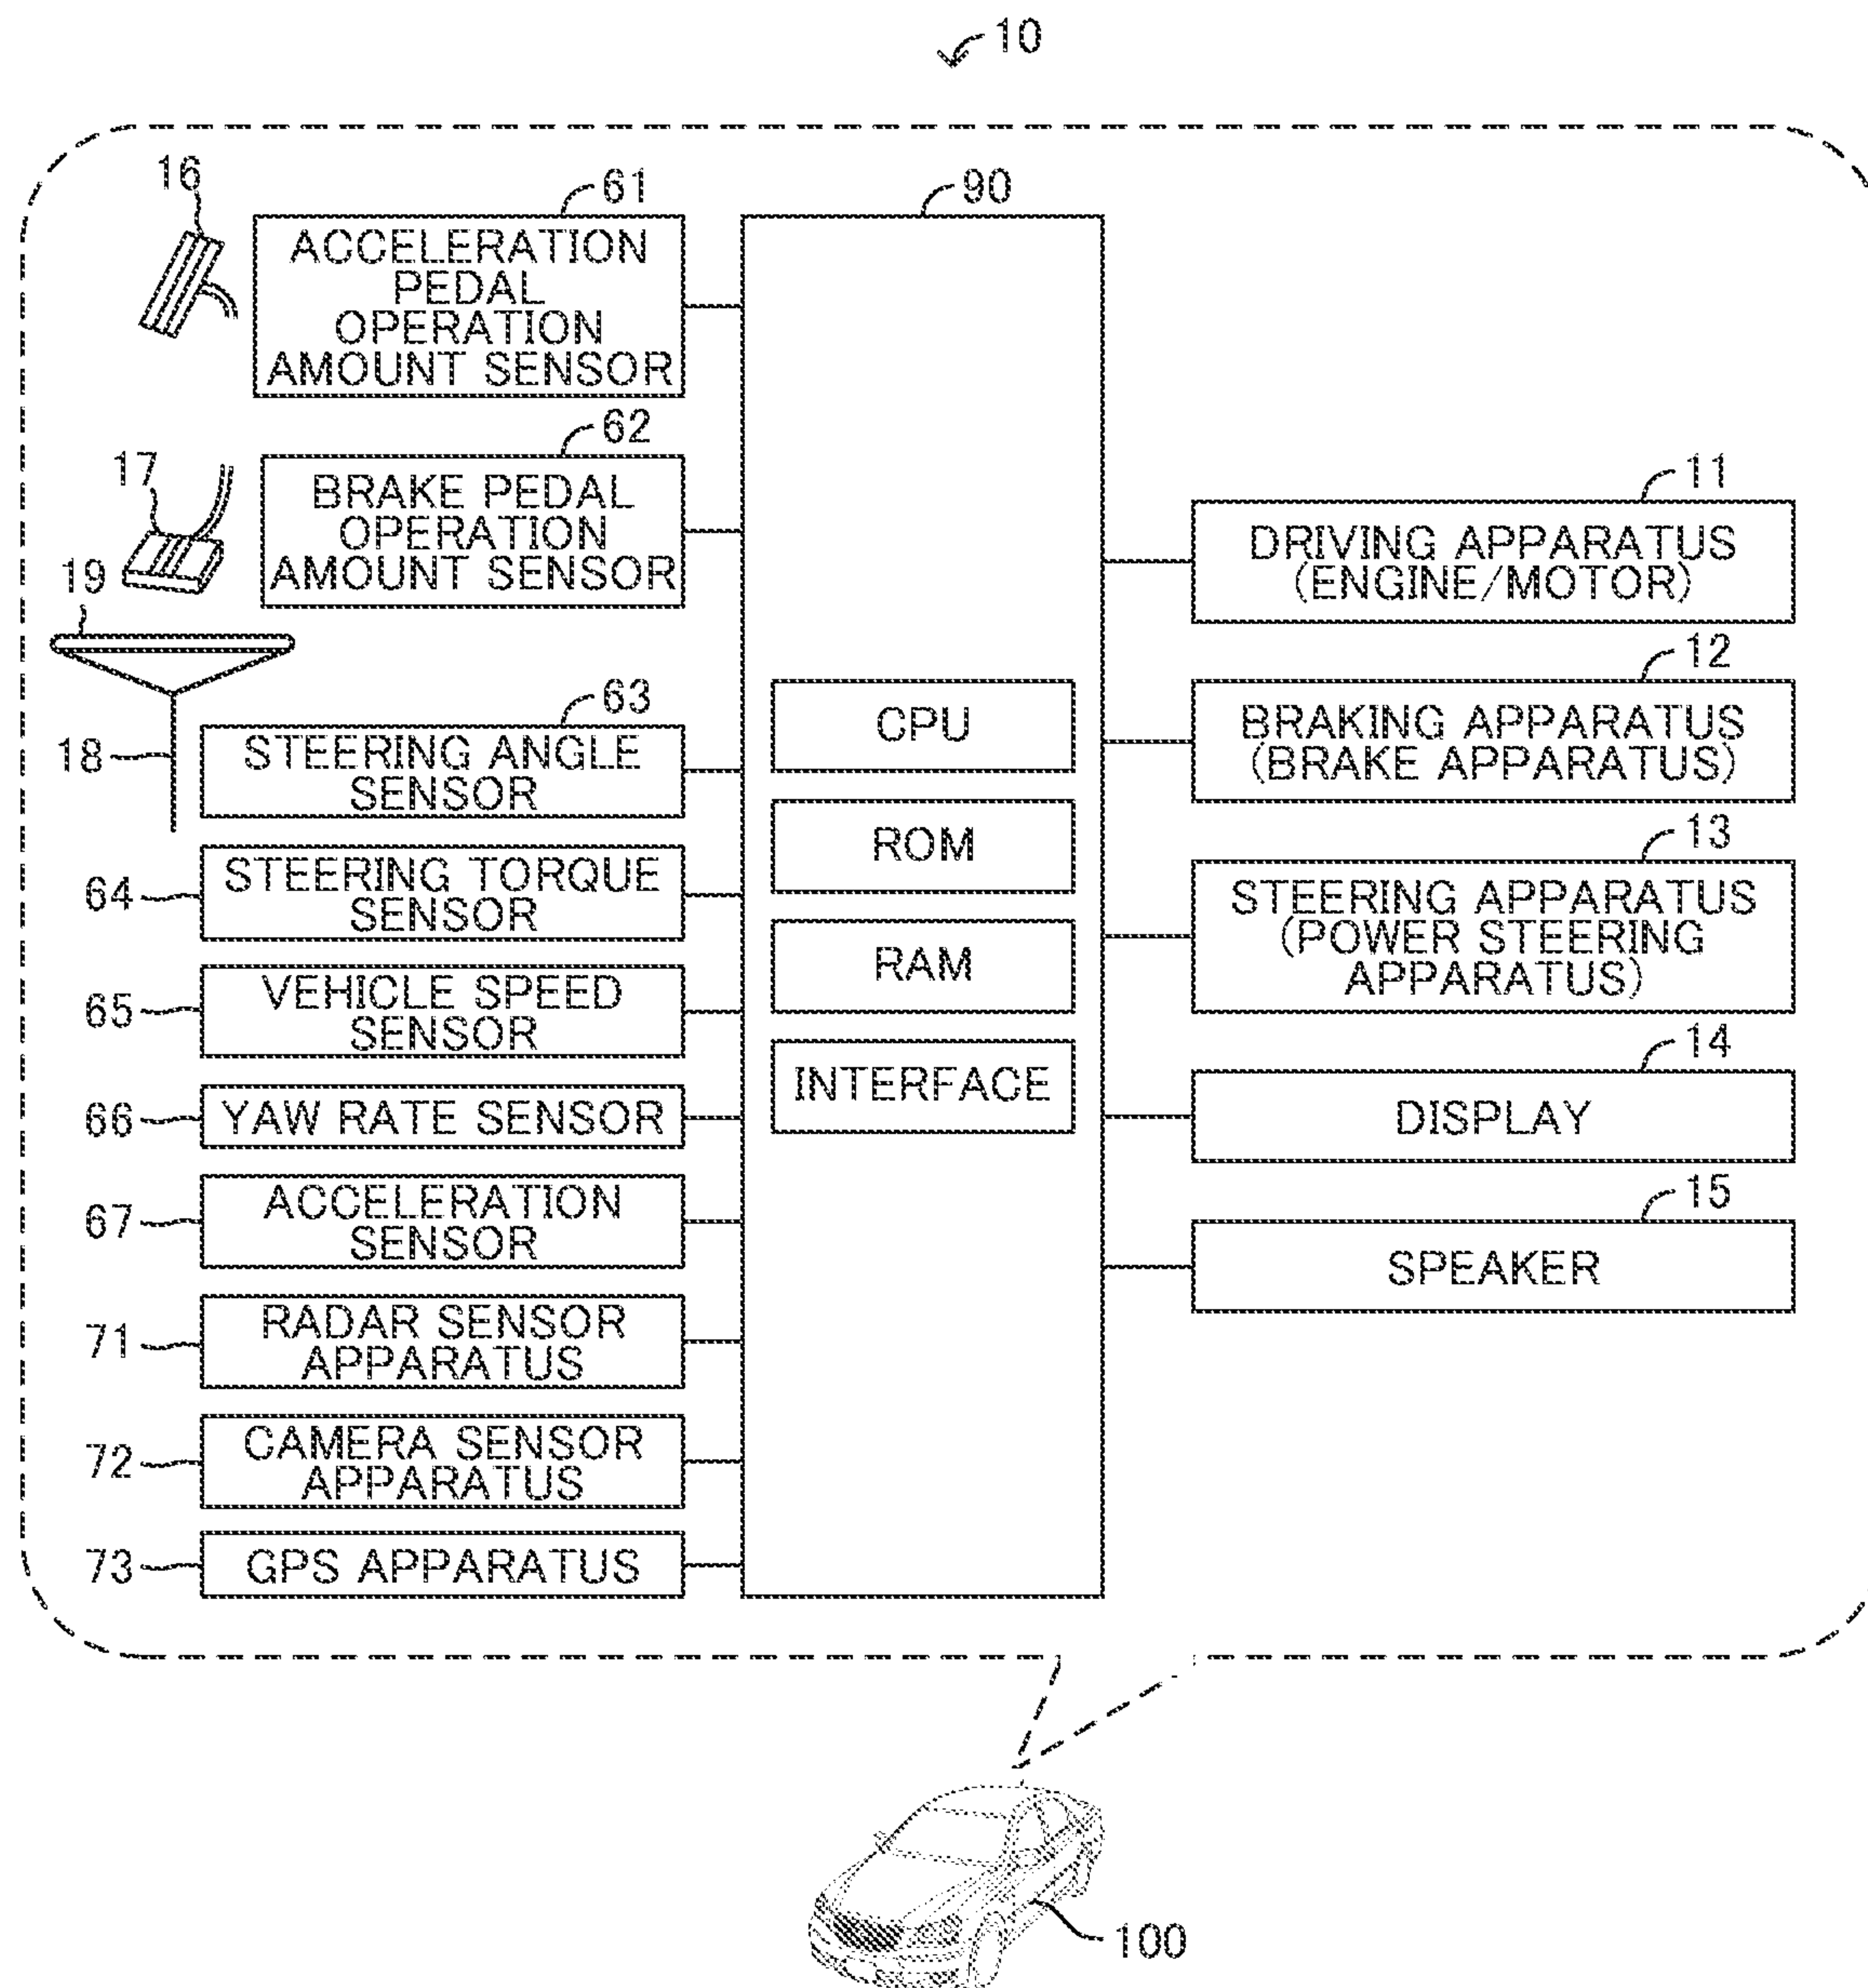 10
16
61
90
ACCELERATION
PEDAL
OPERATION
AMOUNT SENSOR
17
62
BRAKE PEDAL
OPERATION
AMOUNT SENSOR
11
DRIVING APPARATUS
(ENGINE/MOTOR)
19
18
63
STEERING ANGLE
SENSOR
CPU
12
BRAKING APPARATUS
(BRAKE APPARATUS)
64
STEERING TORQUE
SENSOR
ROM
13
STEERING APPARATUS
(POWER STEERING
APPARATUS)
65
VEHICLE SPEED
SENSOR
RAM
66
YAW RATE SENSOR
INTERFACE
14
DISPLAY
67
ACCELERATION
SENSOR
15
SPEAKER
71
RADAR SENSOR
APPARATUS
72
CAMERA SENSOR
APPARATUS
73
GPS APPARATUS
100